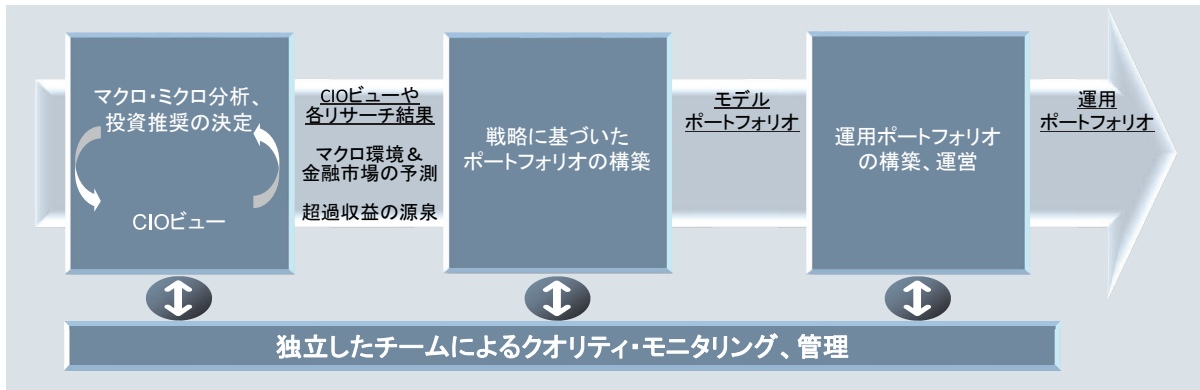 マクロ・ミクロ分析、
投資推奨の決定
CIOビュー
CIOビューや
各リサーチ結果
マクロ環境＆
金融市場の予測
超過収益の源泉
戦略に基づいた
ポートフォリオの構築
モデル
ポートフォリオ
運用ポートフォリオ
の構築、運営
運用
ポートフォリオ
独立したチームによるクオリティ・モニタリング、管理